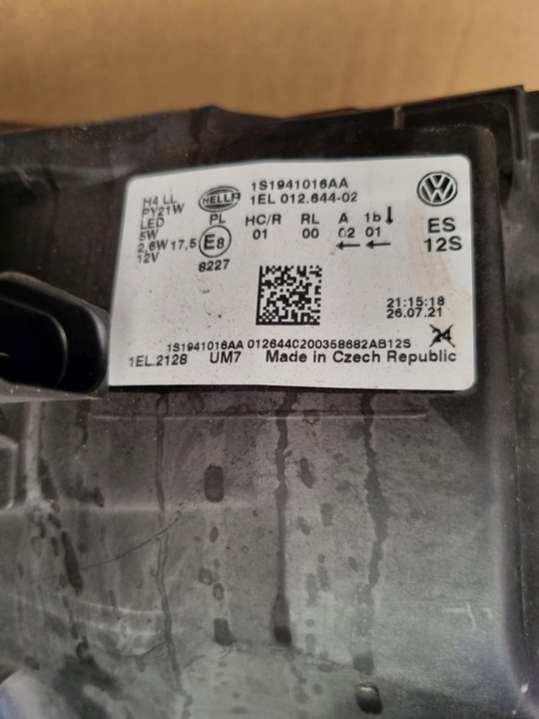 1S1941016AA
1EL 012.644-02
H4 LL
PY21W
LED
5W
2,6W 17,5
12V
HELLA
PL
E8
8227
HC/R RL A 1b
01 00 02 01
VW
ES
12S
21:15:18
26.07.21
24
1S1941016AA 012644C200358682AB12S
1EL.2128 UM7 Made in Czech Republic